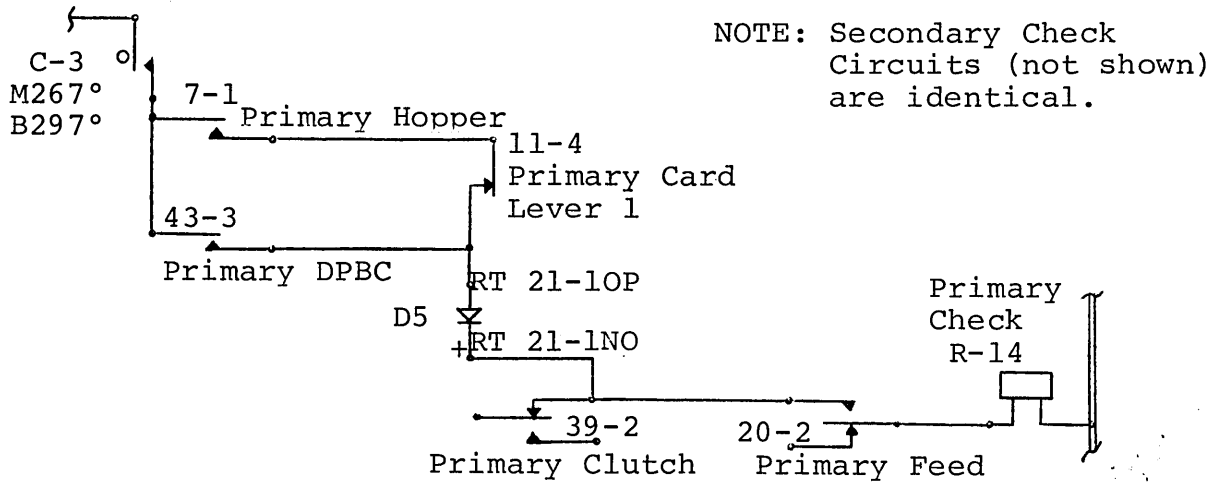 NOTE: Secondary Check
Circuits (not shown)
are identical.
C-3
M267°
B297°
7-1
Primary Hopper
11-4
Primary Card
Lever 1
43-3
Primary DPBC
RT 21-1OP
D5
+RT 21-1NO
Primary
Check
R-14
39-2
20-2
Primary Clutch
Primary Feed